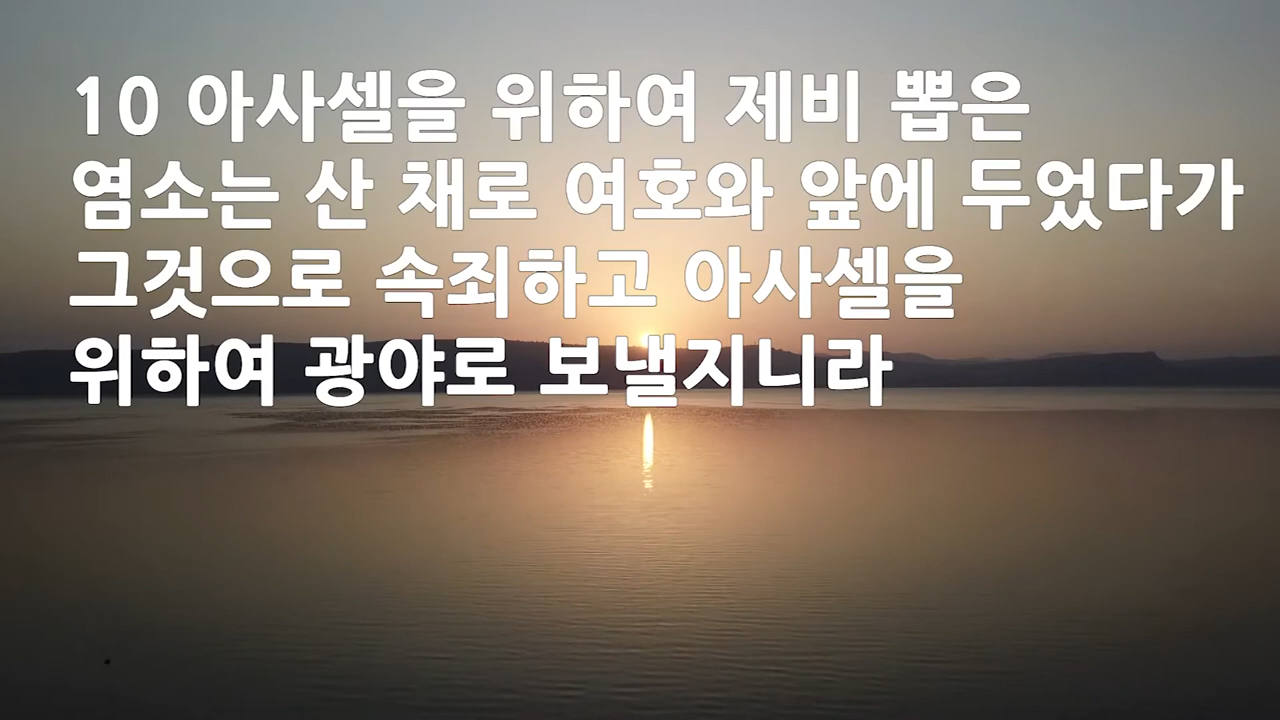 10 아사셀을 위하여 제비 뽑은
염소는 산 채로 여호와 앞에 두었다가
그것으로 속죄하고 아사셀을
위하여 광야로 보낼지니라